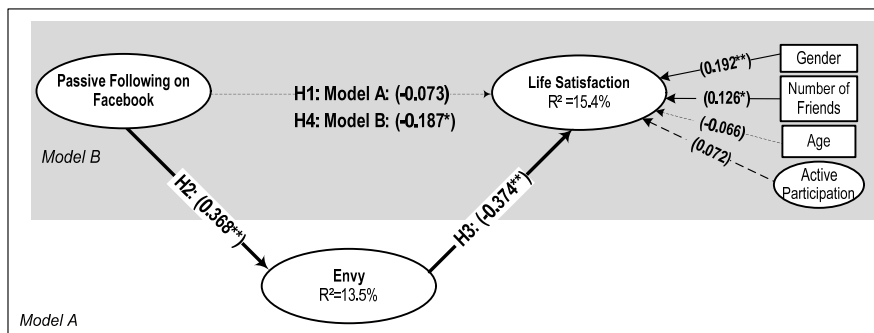 Passive Following on
Facebook
H1: Model A: (-0.073)
H4: Model B: (-0.187*)
Life Satisfaction
R² =15.4%
(0.192**)
Gender
(0.126*)
Number of
Friends
(-0.066)
Age
(0.072)
Active
Participation
Model B
H2: (0.368**)
H3: (-0.374**)
Envy
R²=13.5%
Model A